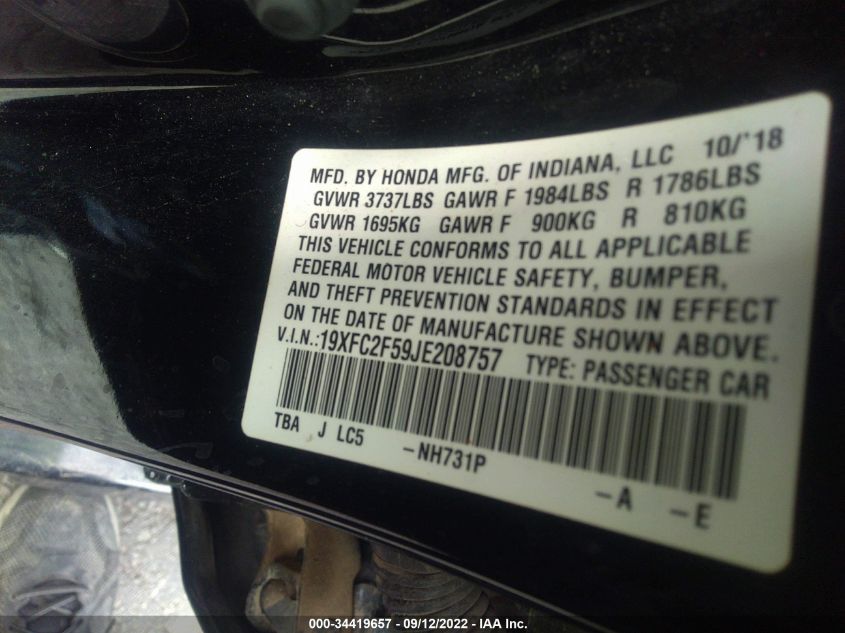 MFD. BY HONDA MFG. OF INDIANA, LLC 10/'18
GVWR 3737LBS GAWR F 1984LBS R 1786LBS
GVWR 1695KG GAWR F 900KG R 810KG
THIS VEHICLE CONFORMS TO ALL APPLICABLE
FEDERAL MOTOR VEHICLE SAFETY, BUMPER,
AND THEFT PREVENTION STANDARDS IN EFFECT
ON THE DATE OF MANUFACTURE SHOWN ABOVE.
V.I.N.:19XFC2F59JE208757 TYPE: PASSENGER CAR
TBA J LC5 -NH731P -A -E
000-34419657 - 09/12/2022 - IAA Inc.